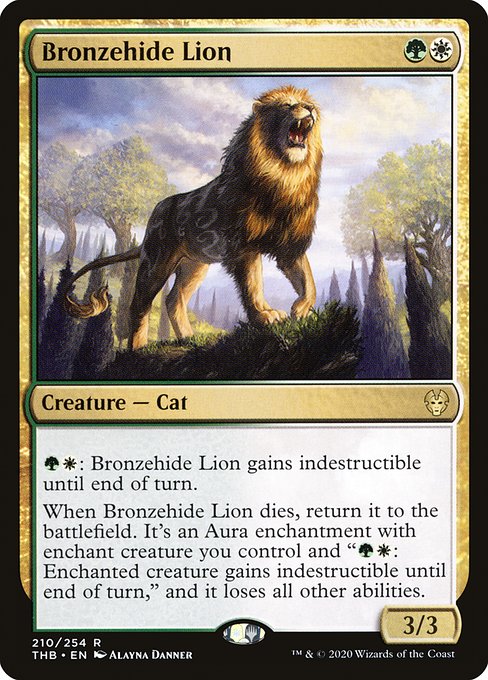 Bronzehide Lion
Creature — Cat
: Bronzehide Lion gains indestructible
until end of turn.
When Bronzehide Lion dies, return it to the
battlefield. It's an Aura enchantment with
enchant creature you control and “:
Enchanted creature gains indestructible until
end of turn,” and it loses all other abilities.
3/3
210/254 R
THB • EN Alayna Danner
™ & © 2020 Wizards of the Coast